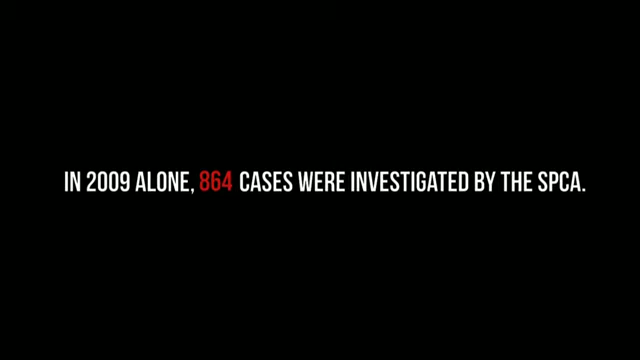 IN 2009 ALONE, 864 CASES WERE INVESTIGATED BY THE SPCA.